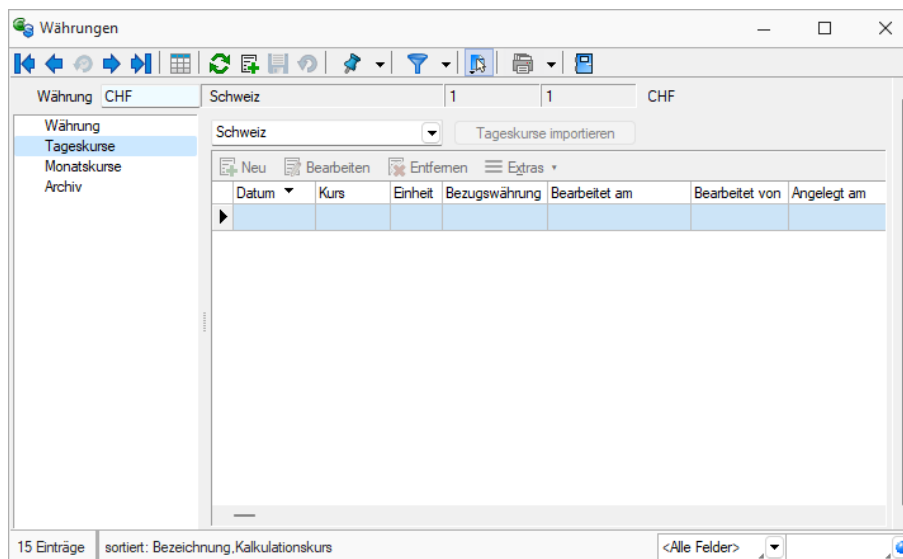 Währungen
Währung CHF Schweiz 1 1 CHF
Währung
Tageskurse
Monatskurse
Archiv
Schweiz Tageskurse importieren
Neu Bearbeiten Entfernen Extras
Datum Kurs Einheit Bezugswährung Bearbeitet am Bearbeitet von Angelegt am
15 Einträge sortiert: Bezeichnung,Kalkulationskurs <Alle Felder>